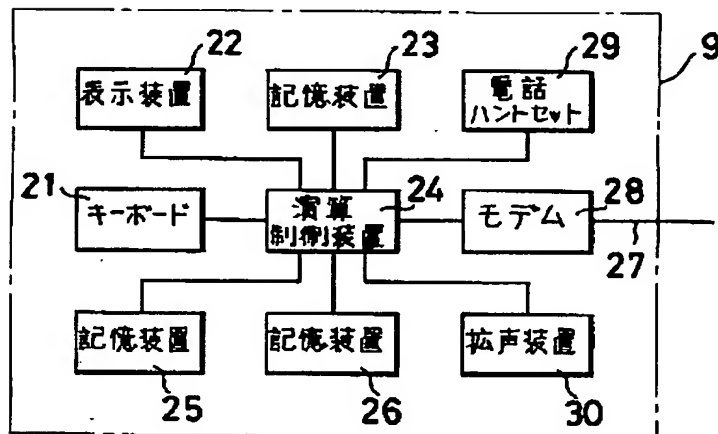 22
23
29
9
表示装置
記憶装置
電話
ハントセット
21
24
28
キーボード
演算
制御装置
モデム
27
記憶装置
記憶装置
拡声装置
25
26
30